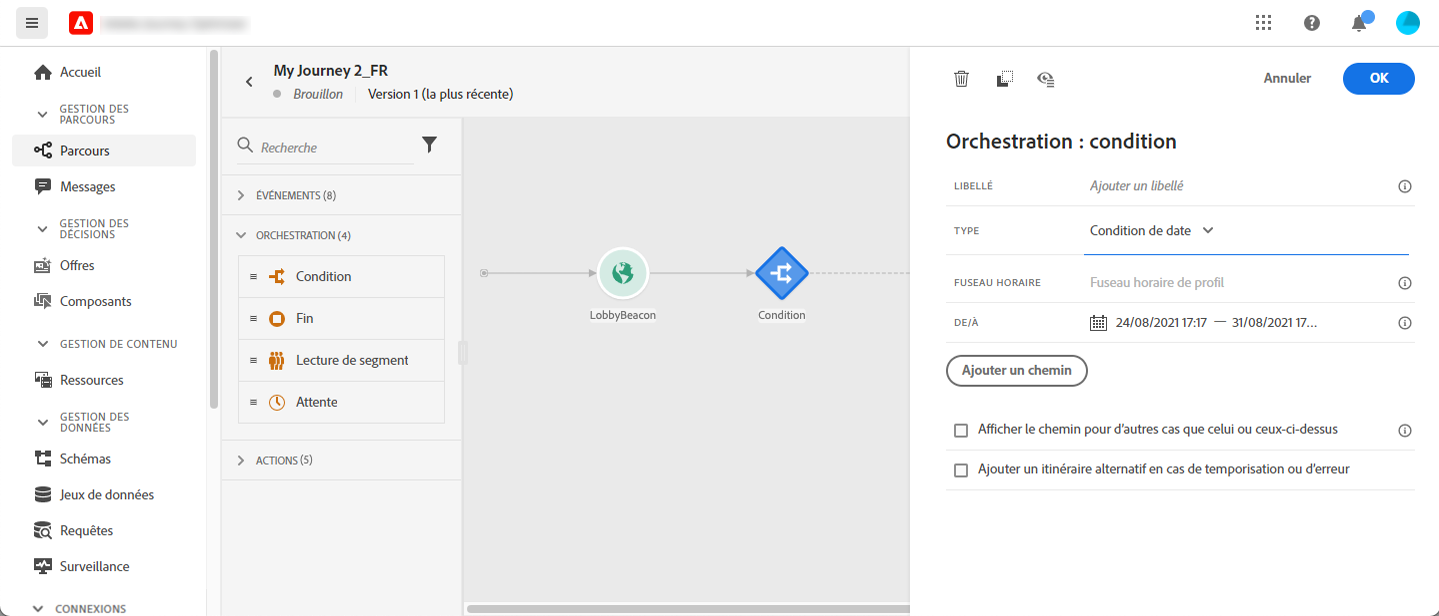 Accueil
GESTION DES
PARCOURS
Parcours
Messages
GESTION DES
DÉCISIONS
Offres
Composants
GESTION DE CONTENU
Ressources
GESTION DES
DONNÉES
Schémas
Jeux de données
Requêtes
Surveillance
CONNEXIONS
My Journey 2_FR
Brouillon Version 1 (la plus récente)
Recherche
ÉVÉNEMENTS (8)
ORCHESTRATION (4)
Condition
Fin
Lecture de segment
Attente
ACTIONS (5)
LobbyBeacon
Condition
Annuler
OK
Orchestration : condition
LIBELLÉ Ajouter un libellé
TYPE Condition de date
FUSEAU HORAIRE Fuseau horaire de profil
DE/À 24/08/2021 17:17 — 31/08/2021 17...
Ajouter un chemin
Afficher le chemin pour d'autres cas que celui ou ceux-ci-dessus
Ajouter un itinéraire alternatif en cas de temporisation ou d'erreur